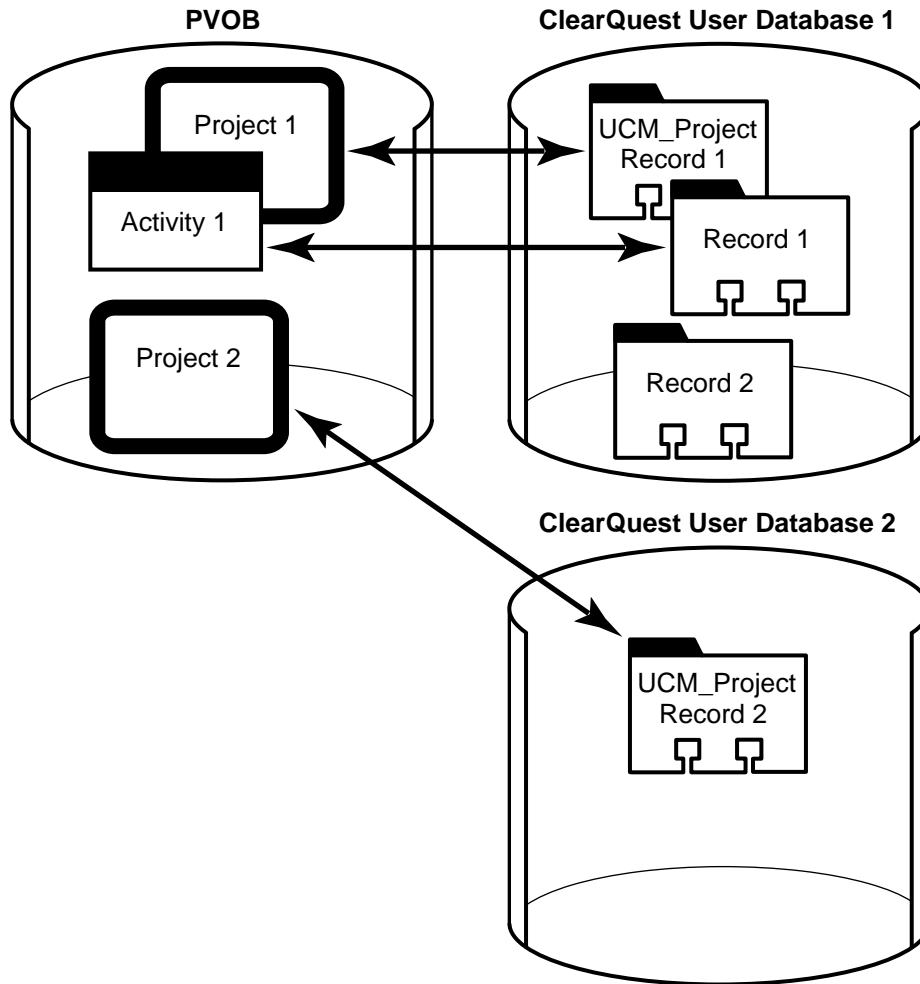 PVOB
ClearQuest User Database 1
Project 1
Activity 1
Project 2
UCM_Project
Record 1
Record 1
Record 2
ClearQuest User Database 2
UCM_Project
Record 2